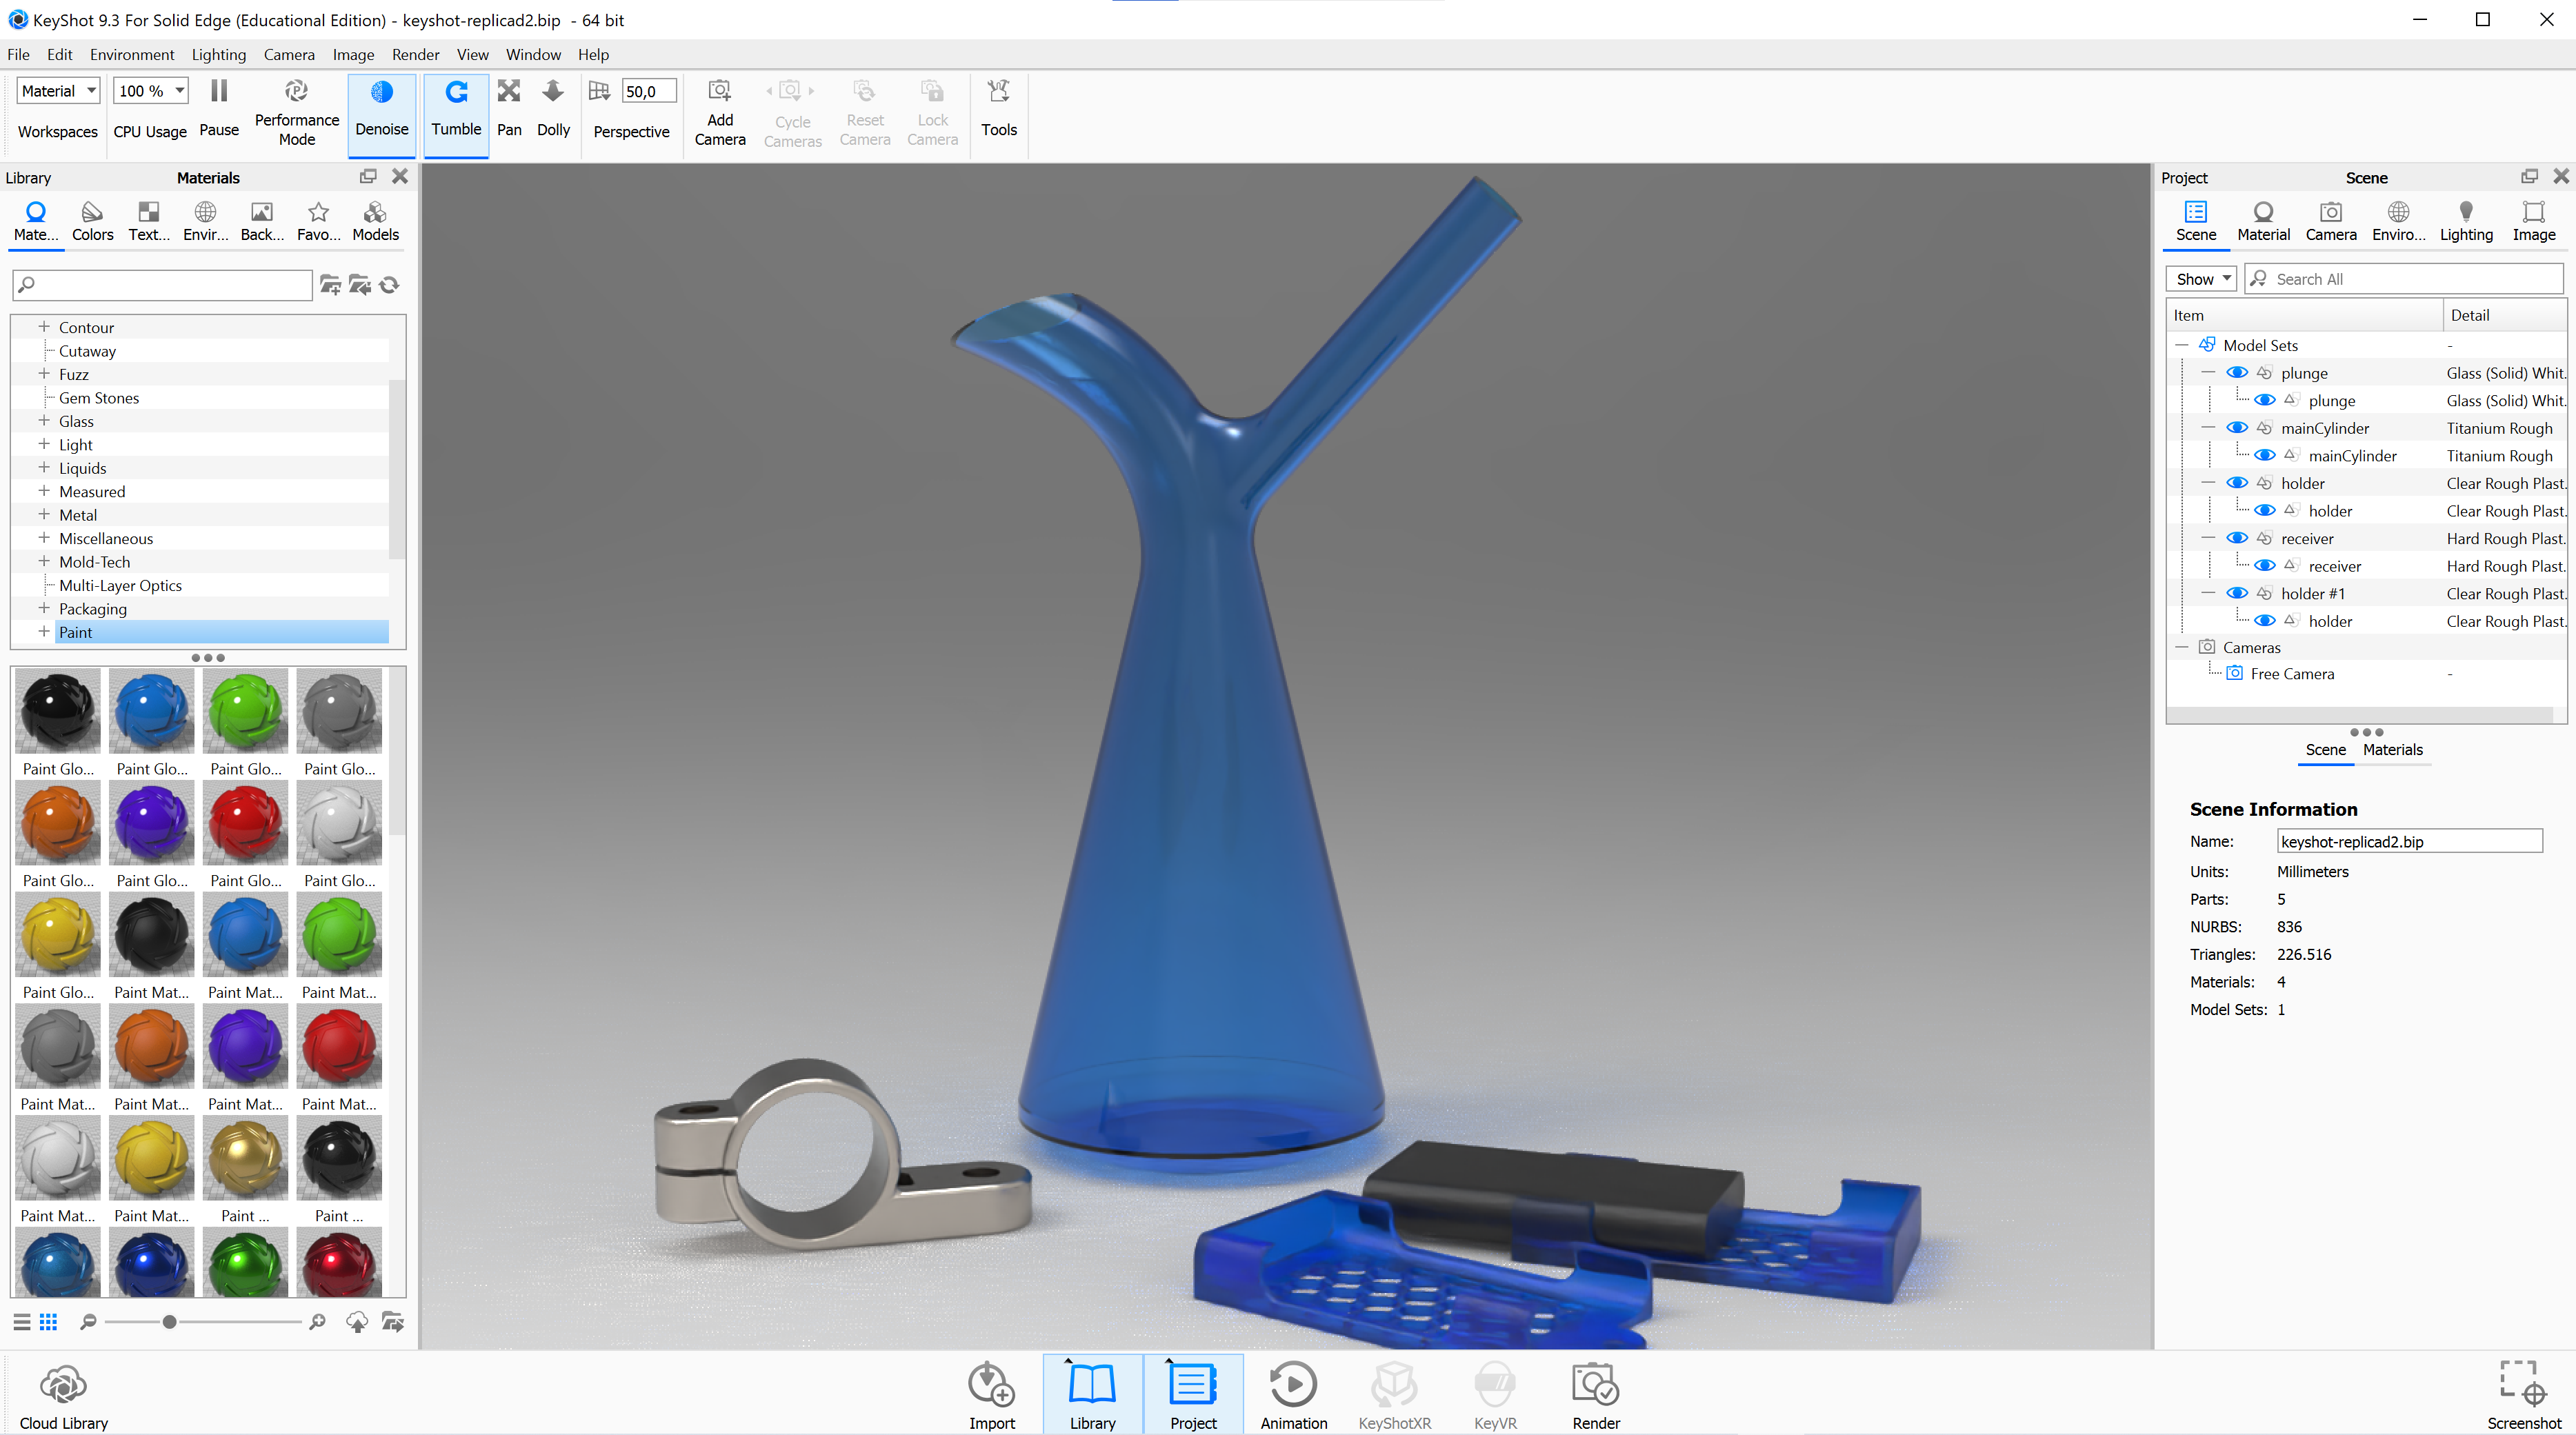 KeyShot 9.3 For Solid Edge (Educational Edition) - keyshot-replicad2.bip - 64 bit
File Edit Environment Lighting Camera Image Render View Window Help
Material 100 % 50,0
Workspaces CPU Usage Pause Performance Mode Denoise Tumble Pan Dolly Perspective Add Camera Cycle Cameras Reset Camera Lock Camera Tools
Library Materials
Mate... Colors Text... Envir... Back... Favo... Models
Contour
Cutaway
Fuzz
Gem Stones
Glass
Light
Liquids
Measured
Metal
Miscellaneous
Mold-Tech
Multi-Layer Optics
Packaging
Paint
Paint Glo... Paint Glo... Paint Glo... Paint Glo...
Paint Glo... Paint Glo... Paint Glo... Paint Glo...
Paint Glo... Paint Mat... Paint Mat... Paint Mat...
Paint Mat... Paint Mat... Paint Mat... Paint Mat...
Paint Mat... Paint Mat... Paint ... Paint ...
Project Scene
Scene Material Camera Enviro... Lighting Image
Show Search All
Item Detail
Model Sets -
plunge Glass (Solid) Whit.
plunge Glass (Solid) Whit.
mainCylinder Titanium Rough
mainCylinder Titanium Rough
holder Clear Rough Plast.
holder Clear Rough Plast.
receiver Hard Rough Plast.
receiver Hard Rough Plast.
holder #1 Clear Rough Plast.
holder Clear Rough Plast.
Cameras
Free Camera -
Scene Materials
Scene Information
Name: keyshot-replicad2.bip
Units: Millimeters
Parts: 5
NURBS: 836
Triangles: 226.516
Materials: 4
Model Sets: 1
Cloud Library Import Library Project Animation KeyShotXR KeyVR Render Screenshot